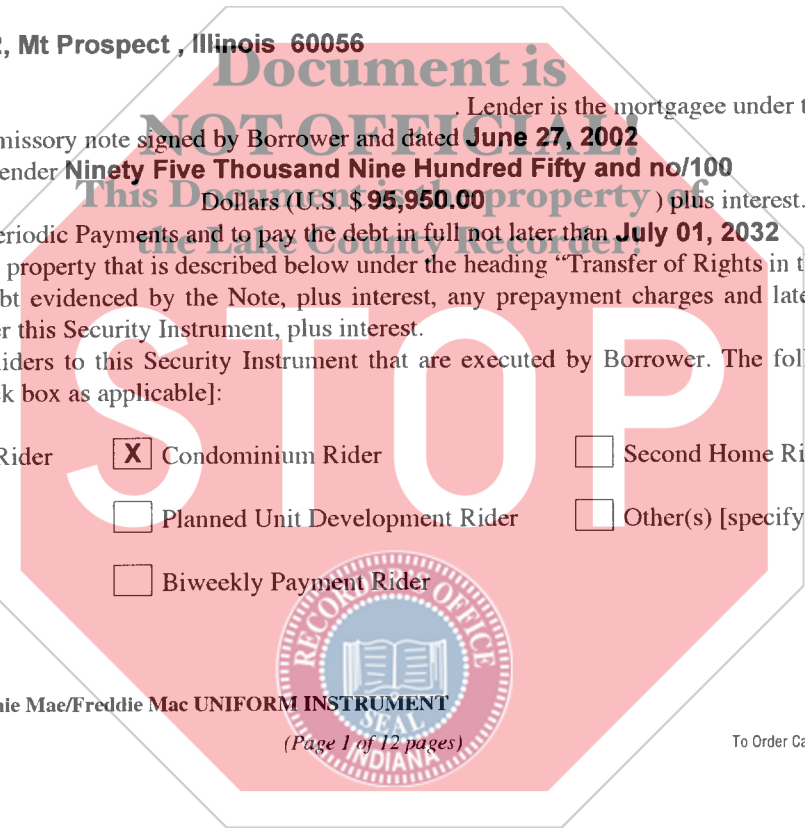 2, Mt Prospect , Illinois 60056
Document is
. Lender is the mortgagee under t
NOT OFFICIAL!
missory note signed by Borrower and dated June 27, 2002
ender Ninety Five Thousand Nine Hundred Fifty and no/100
This Document is the property of
Dollars (U.S. $ 95,950.00 ) plus interest.
eriodic Payments and to pay the debt in full not later than July 01, 2032
the Lake County Recorder!
property that is described below under the heading “Transfer of Rights in t
bt evidenced by the Note, plus interest, any prepayment charges and late
er this Security Instrument, plus interest.
iders to this Security Instrument that are executed by Borrower. The foll
k box as applicable]:
STOP
Rider X Condominium Rider Second Home Ri
Planned Unit Development Rider Other(s) [specify
Biweekly Payment Rider
RECORDER'S OFFICE
nie Mae/Freddie Mac UNIFORM INSTRUMENT
SEAL
(Page 1 of 12 pages)
To Order Ca
INDIANA